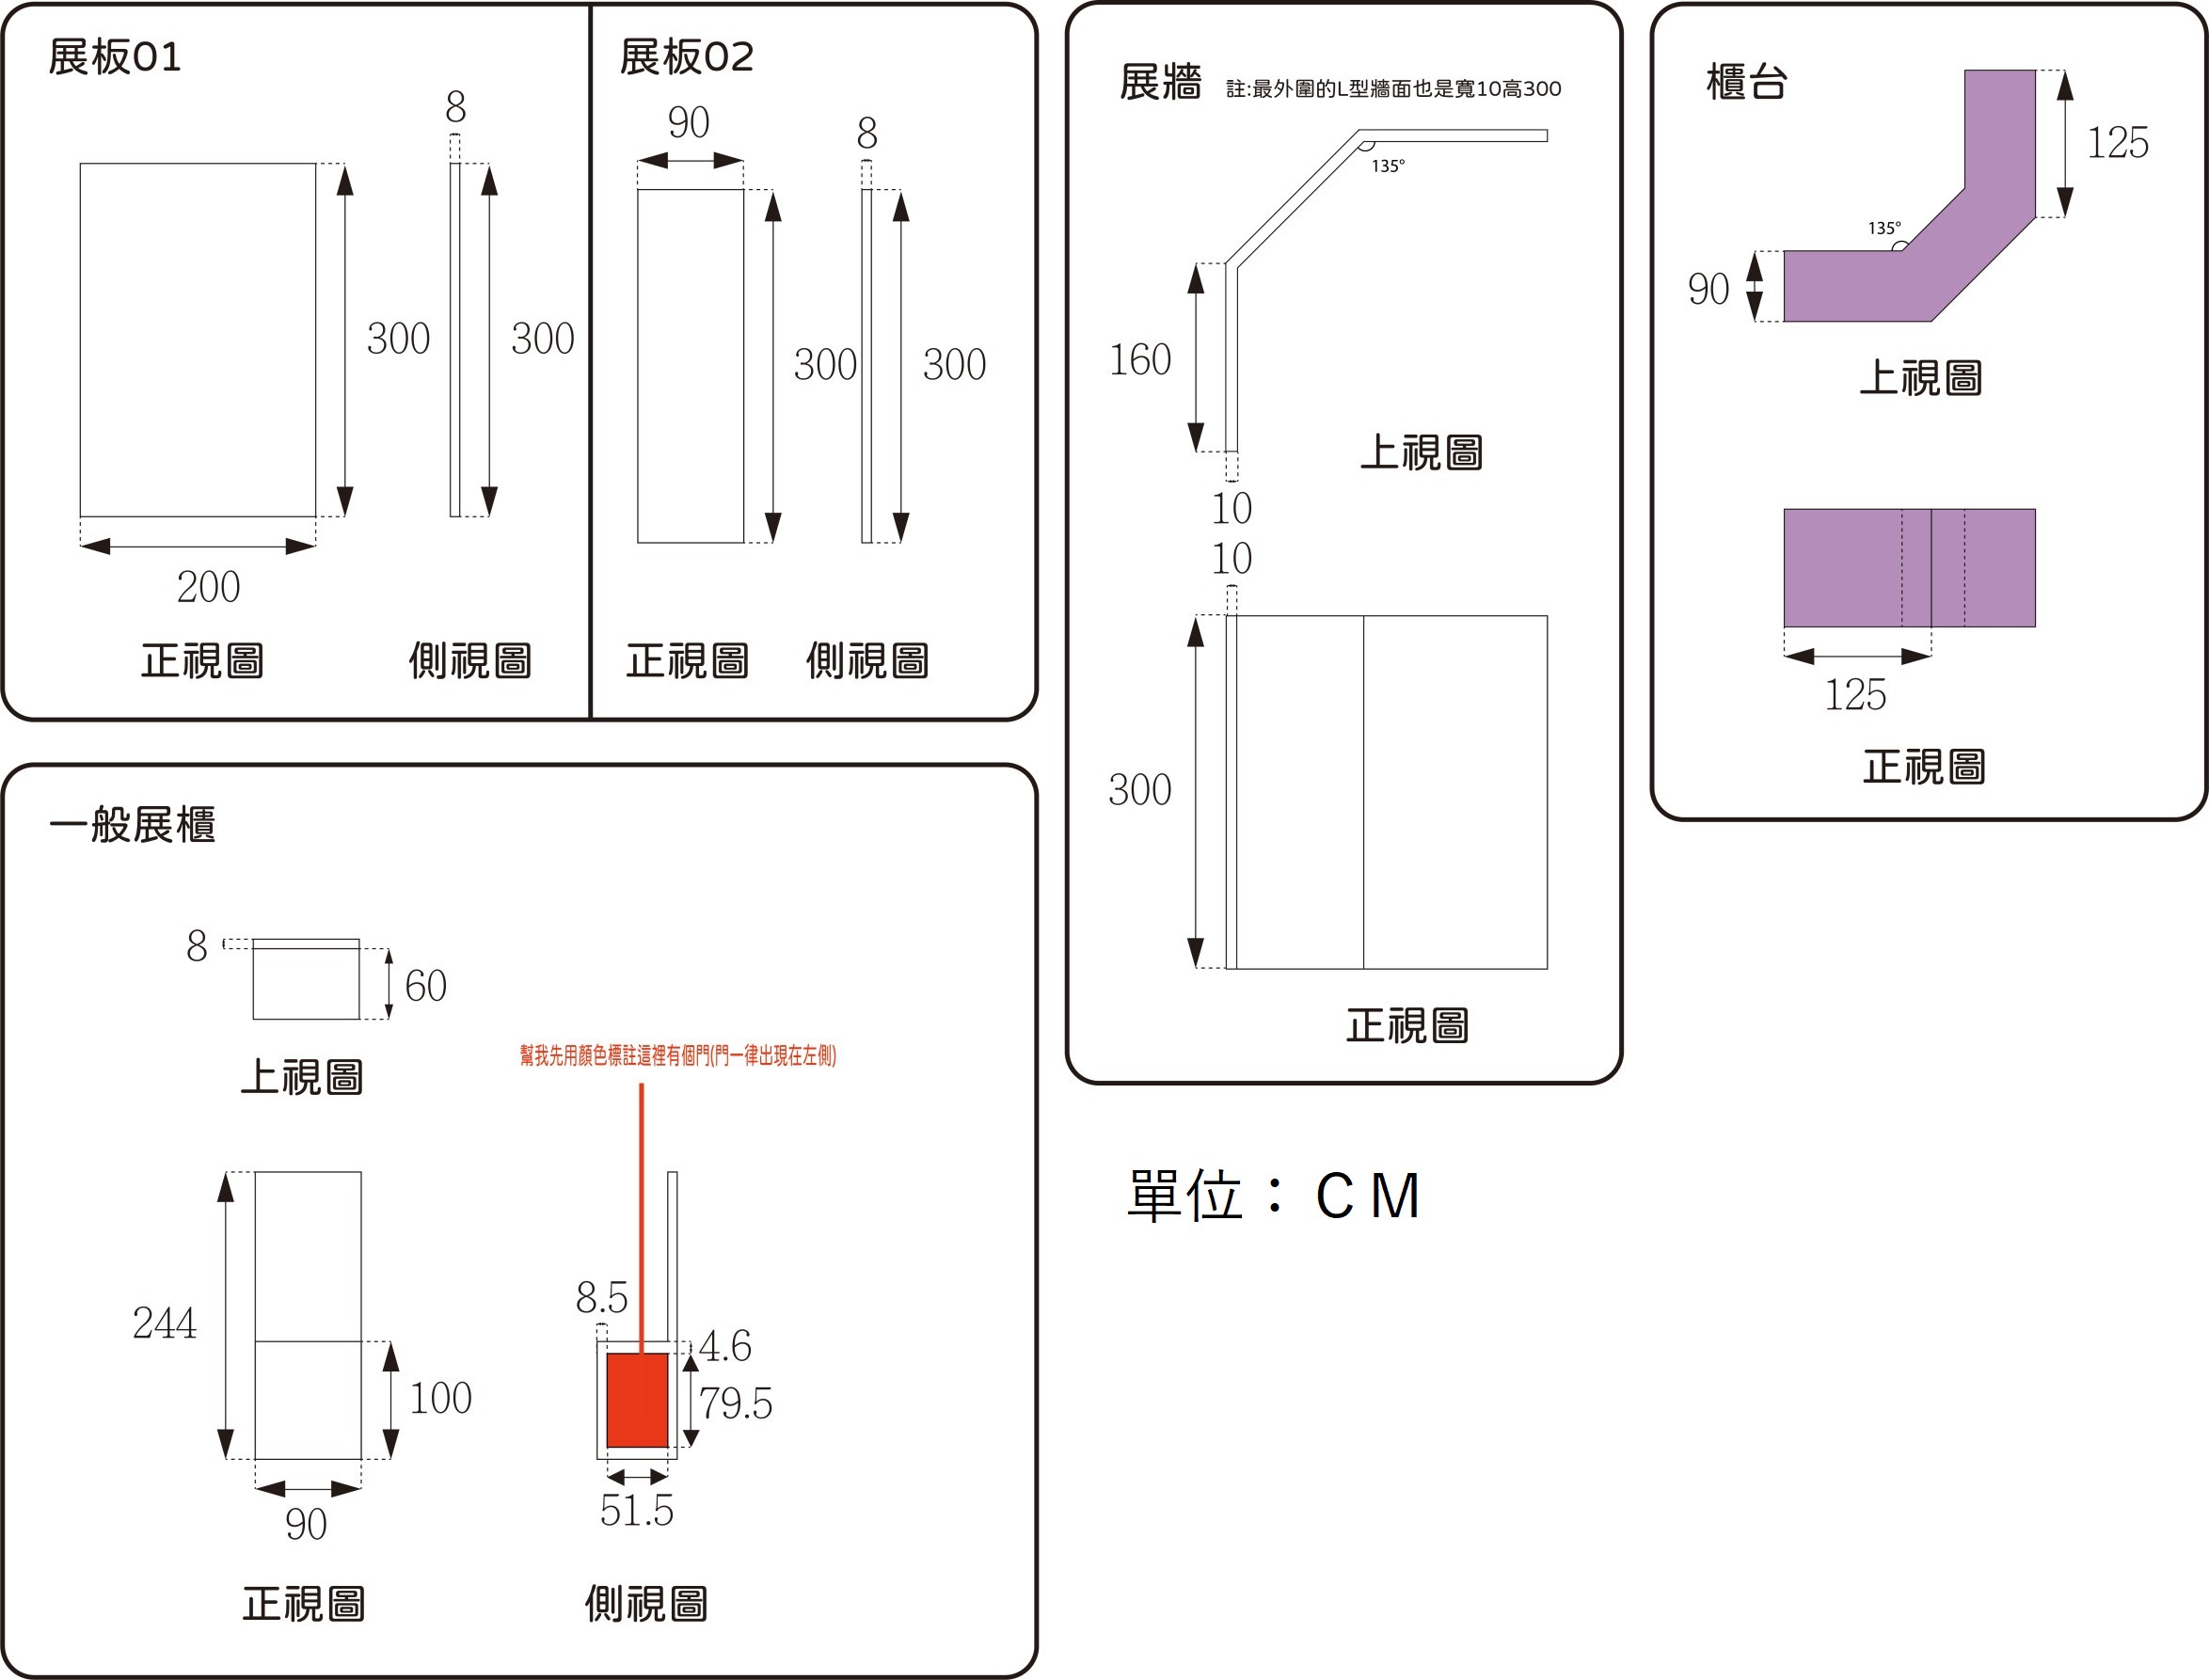 展板01
8
300
300
200
正視圖
側視圖
展板02
90
8
300
300
正視圖
側視圖
展牆
註:最外圍的L型牆面也是寬10高300
135°
160
上視圖
10
10
300
正視圖
櫃台
125
135°
90
上視圖
125
正視圖
一般展櫃
8
60
上視圖
幫我先用顏色標註這裡有個門(門一律出現在左側)
244
100
90
正視圖
8.5
4.6
79.5
51.5
側視圖
單位：ＣＭ